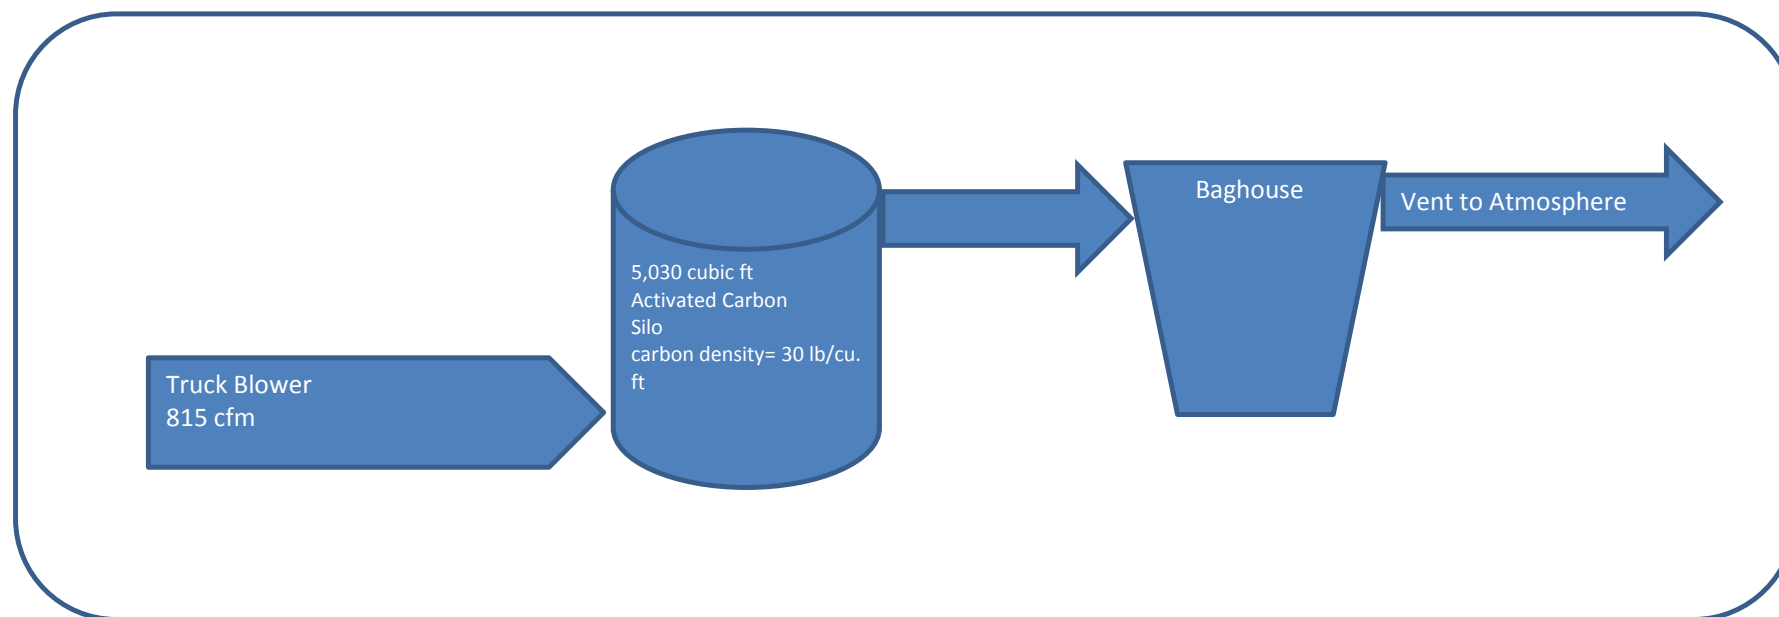 Truck Blower
815 cfm
5,030 cubic ft
Activated Carbon
Silo
carbon density= 30 lb/cu.
ft
Baghouse
Vent to Atmosphere